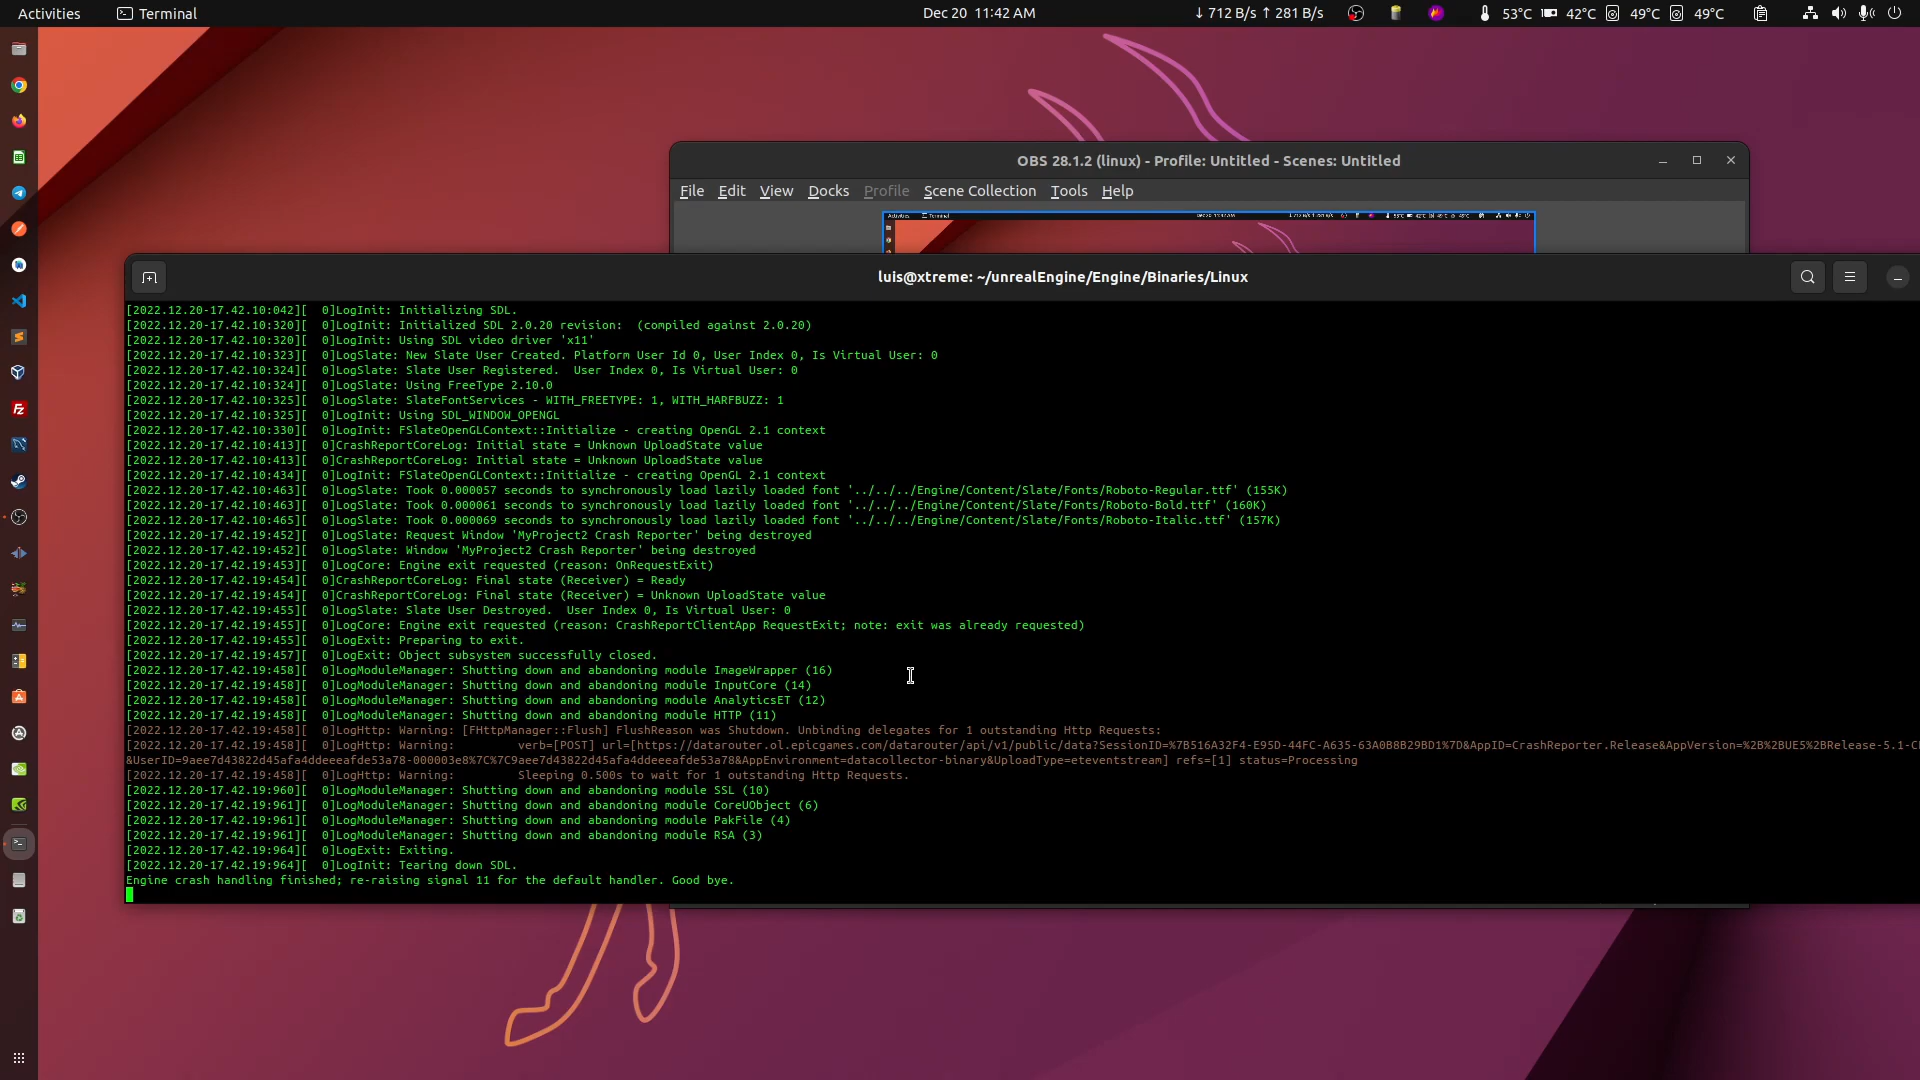 Activities Terminal Dec 20 11:42 AM ↓ 712 B/s ↑ 281 B/s 53°C 42°C 49°C 49°C
OBS 28.1.2 (linux) - Profile: Untitled - Scenes: Untitled
File Edit View Docks Profile Scene Collection Tools Help
luis@xtreme: ~/unrealEngine/Engine/Binaries/Linux
[2022.12.20-17.42.10:042][  0]LogInit: Initializing SDL.
[2022.12.20-17.42.10:320][  0]LogInit: Initialized SDL 2.0.20 revision:  (compiled against 2.0.20)
[2022.12.20-17.42.10:320][  0]LogInit: Using SDL video driver 'x11'
[2022.12.20-17.42.10:323][  0]LogSlate: New Slate User Created. Platform User Id 0, User Index 0, Is Virtual User: 0
[2022.12.20-17.42.10:324][  0]LogSlate: Slate User Registered.  User Index 0, Is Virtual User: 0
[2022.12.20-17.42.10:324][  0]LogSlate: Using FreeType 2.10.0
[2022.12.20-17.42.10:325][  0]LogSlate: SlateFontServices - WITH_FREETYPE: 1, WITH_HARFBUZZ: 1
[2022.12.20-17.42.10:325][  0]LogInit: Using SDL_WINDOW_OPENGL
[2022.12.20-17.42.10:330][  0]LogInit: FSlateOpenGLContext::Initialize - creating OpenGL 2.1 context
[2022.12.20-17.42.10:413][  0]CrashReportCoreLog: Initial state = Unknown UploadState value
[2022.12.20-17.42.10:413][  0]CrashReportCoreLog: Initial state = Unknown UploadState value
[2022.12.20-17.42.10:434][  0]LogInit: FSlateOpenGLContext::Initialize - creating OpenGL 2.1 context
[2022.12.20-17.42.10:463][  0]LogSlate: Took 0.000057 seconds to synchronously load lazily loaded font '../../../Engine/Content/Slate/Fonts/Roboto-Regular.ttf' (155K)
[2022.12.20-17.42.10:463][  0]LogSlate: Took 0.000061 seconds to synchronously load lazily loaded font '../../../Engine/Content/Slate/Fonts/Roboto-Bold.ttf' (160K)
[2022.12.20-17.42.10:465][  0]LogSlate: Took 0.000069 seconds to synchronously load lazily loaded font '../../../Engine/Content/Slate/Fonts/Roboto-Italic.ttf' (157K)
[2022.12.20-17.42.19:452][  0]LogSlate: Request Window 'MyProject2 Crash Reporter' being destroyed
[2022.12.20-17.42.19:452][  0]LogSlate: Window 'MyProject2 Crash Reporter' being destroyed
[2022.12.20-17.42.19:453][  0]LogCore: Engine exit requested (reason: OnRequestExit)
[2022.12.20-17.42.19:454][  0]CrashReportCoreLog: Final state (Receiver) = Ready
[2022.12.20-17.42.19:454][  0]CrashReportCoreLog: Final state (Receiver) = Unknown UploadState value
[2022.12.20-17.42.19:455][  0]LogSlate: Slate User Destroyed.  User Index 0, Is Virtual User: 0
[2022.12.20-17.42.19:455][  0]LogCore: Engine exit requested (reason: CrashReportClientApp RequestExit; note: exit was already requested)
[2022.12.20-17.42.19:455][  0]LogExit: Preparing to exit.
[2022.12.20-17.42.19:457][  0]LogExit: Object subsystem successfully closed.
[2022.12.20-17.42.19:458][  0]LogModuleManager: Shutting down and abandoning module ImageWrapper (16)
[2022.12.20-17.42.19:458][  0]LogModuleManager: Shutting down and abandoning module InputCore (14)
[2022.12.20-17.42.19:458][  0]LogModuleManager: Shutting down and abandoning module AnalyticsET (12)
[2022.12.20-17.42.19:458][  0]LogModuleManager: Shutting down and abandoning module HTTP (11)
[2022.12.20-17.42.19:458][  0]LogHttp: Warning: [FHttpManager::Flush] FlushReason was Shutdown. Unbinding delegates for 1 outstanding Http Requests:
[2022.12.20-17.42.19:458][  0]LogHttp: Warning:         verb=[POST] url=[https://datarouter.ol.epicgames.com/datarouter/api/v1/public/data?SessionID=%7B516A32F4-E95D-44FC-A635-63A0B8B29BD1%7D&AppID=CrashReporter.Release&AppVersion=%2B%2BUE5%2BRelease-5.1-C
&UserID=9aee7d43822d45afa4ddeeeafde53a78-000003e8%7C%7C9aee7d43822d45afa4ddeeeafde53a78&AppEnvironment=datacollector-binary&UploadType=eteventstream] refs=[1] status=Processing
[2022.12.20-17.42.19:458][  0]LogHttp: Warning:         Sleeping 0.500s to wait for 1 outstanding Http Requests.
[2022.12.20-17.42.19:960][  0]LogModuleManager: Shutting down and abandoning module SSL (10)
[2022.12.20-17.42.19:961][  0]LogModuleManager: Shutting down and abandoning module CoreUObject (6)
[2022.12.20-17.42.19:961][  0]LogModuleManager: Shutting down and abandoning module PakFile (4)
[2022.12.20-17.42.19:961][  0]LogModuleManager: Shutting down and abandoning module RSA (3)
[2022.12.20-17.42.19:964][  0]LogExit: Exiting.
[2022.12.20-17.42.19:964][  0]LogInit: Tearing down SDL.
Engine crash handling finished; re-raising signal 11 for the default handler. Good bye.